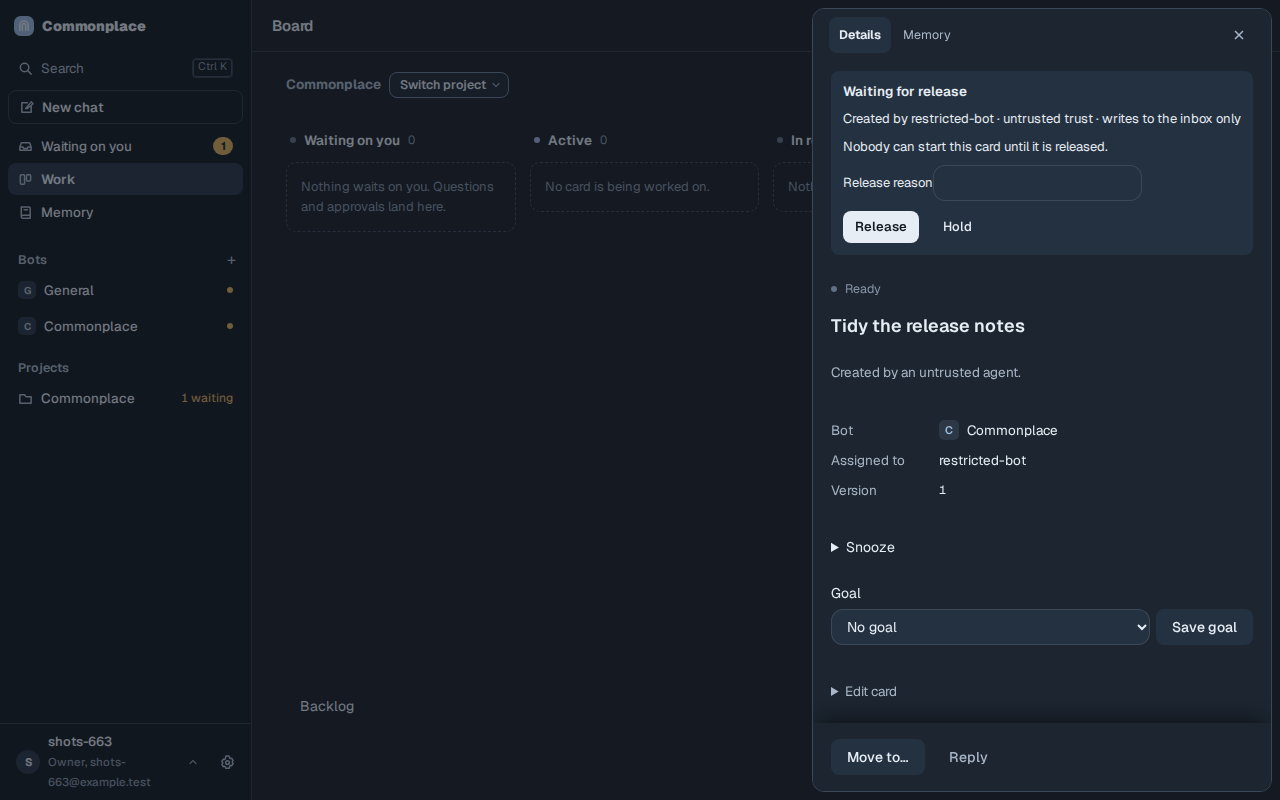 Commonplace
Search
Ctrl K
New chat
Waiting on you
1
Work
Memory
Bots
+
G
General
C
Commonplace
Projects
Commonplace
1 waiting
S
shots-663
Owner, shots-
663@example.test
Board
Commonplace
Switch project
Waiting on you 0
Nothing waits on you. Questions
and approvals land here.
Active 0
No card is being worked on.
Backlog
Details
Memory
Waiting for release
Created by restricted-bot · untrusted trust · writes to the inbox only
Nobody can start this card until it is released.
Release reason
Release
Hold
Ready
Tidy the release notes
Created by an untrusted agent.
Bot
C
Commonplace
Assigned to
restricted-bot
Version
1
Snooze
Goal
No goal
Save goal
Edit card
Move to...
Reply